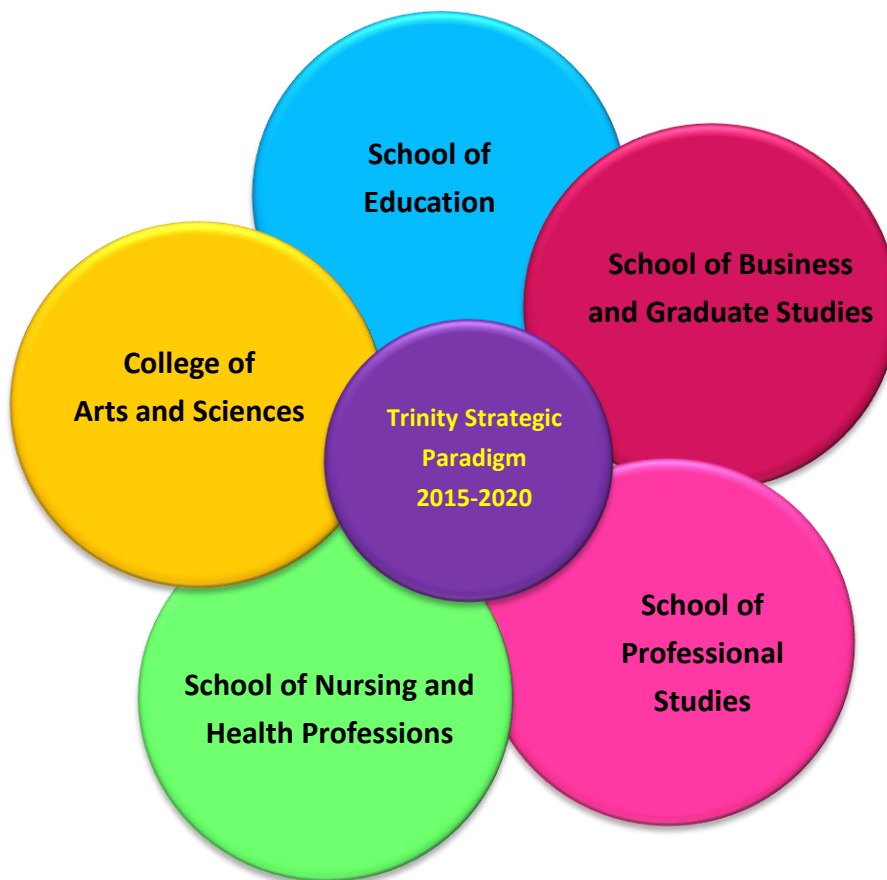 School of
Education
School of Business
and Graduate Studies
College of
Arts and Sciences
Trinity Strategic
Paradigm
2015-2020
School of
Professional
Studies
School of Nursing and
Health Professions